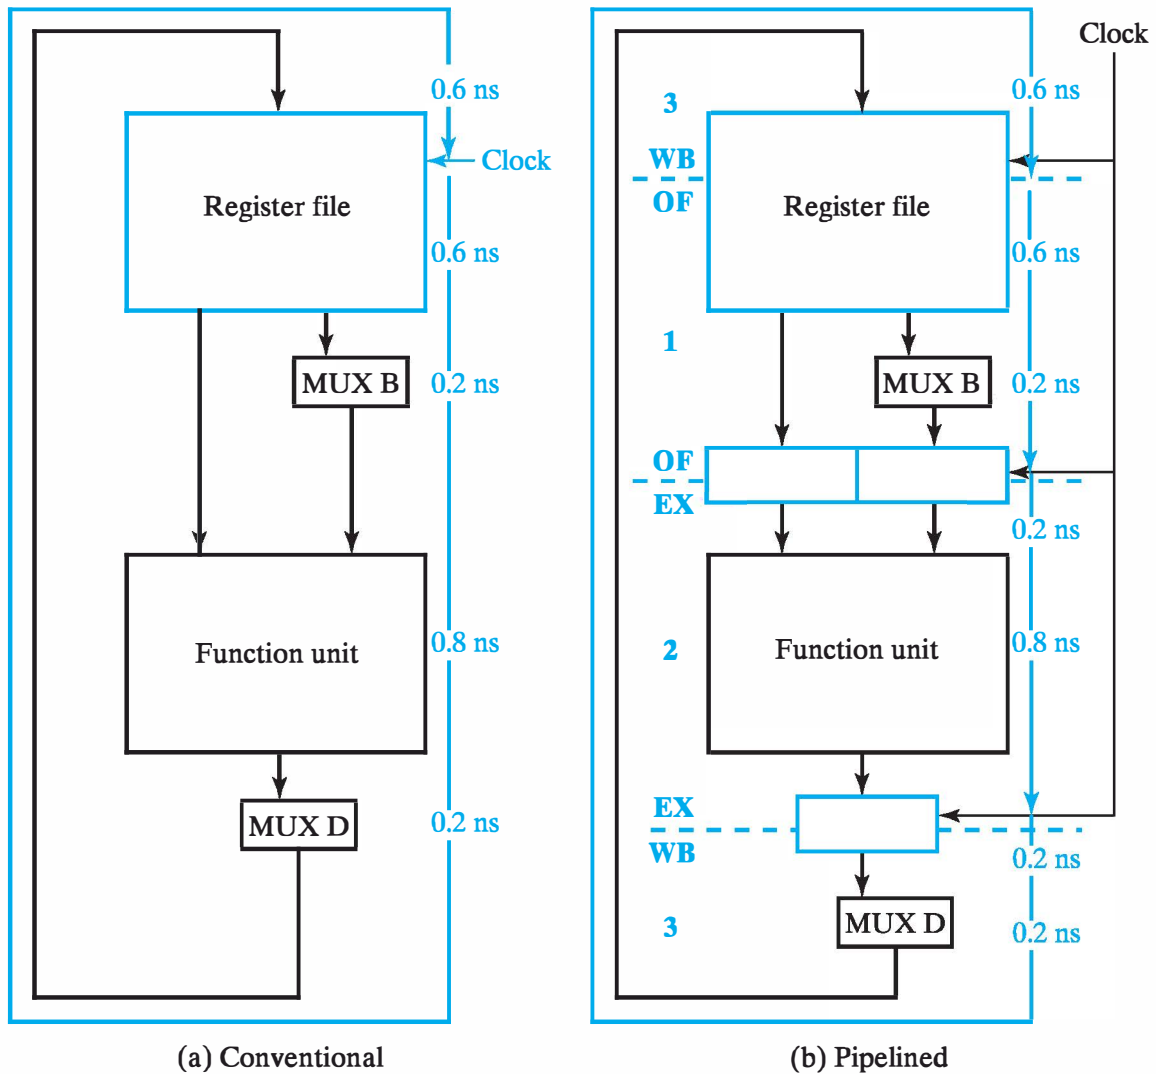 0.6 ns
Clock
Register file
0.6 ns
MUX B
0.2 ns
Function unit
0.8 ns
MUX D
0.2 ns
(a) Conventional
Clock
3
0.6 ns
WB
OF
Register file
0.6 ns
1
MUX B
0.2 ns
OF
EX
0.2 ns
2
Function unit
0.8 ns
EX
WB
0.2 ns
3
MUX D
0.2 ns
(b) Pipelined